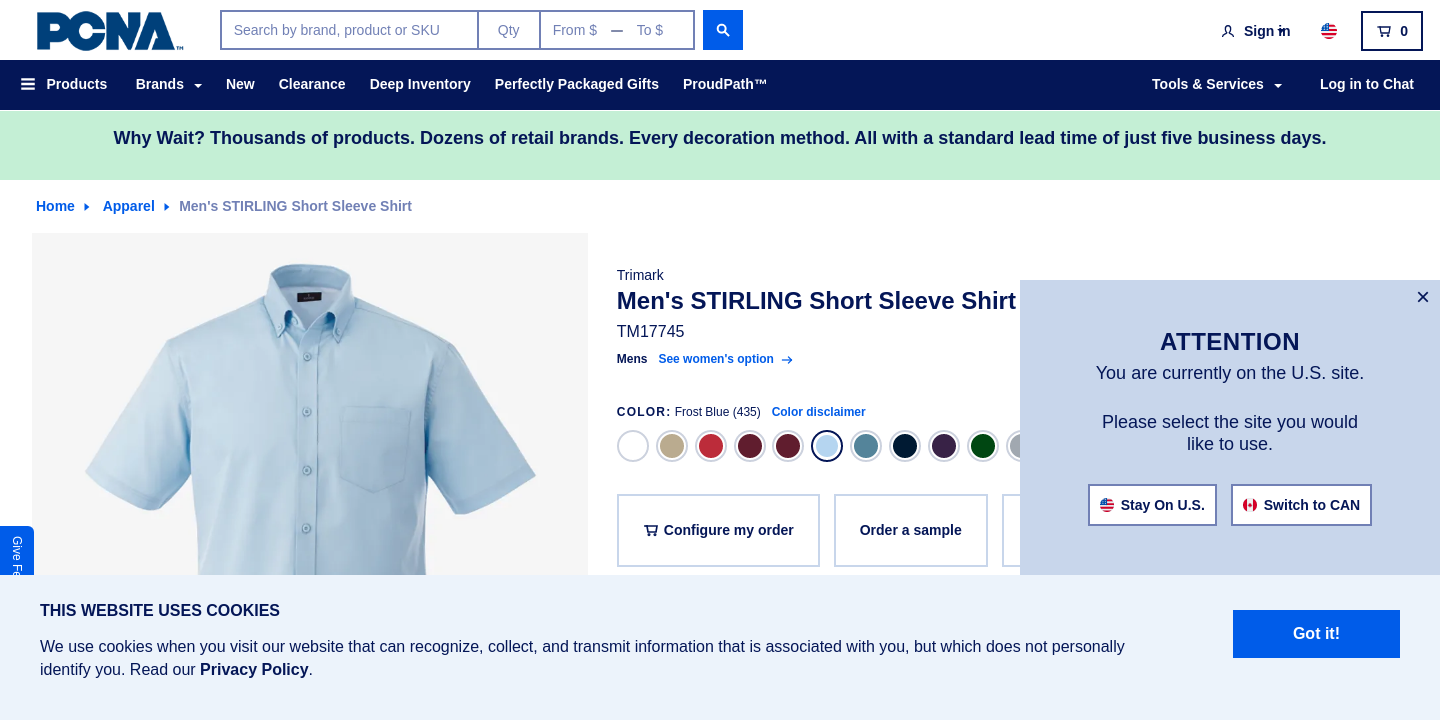 PCNA™
Search by brand, product or SKU
Qty
From $ — To $
Sign in
0
Products
Brands
New
Clearance
Deep Inventory
Perfectly Packaged Gifts
ProudPath™
Tools & Services
Log in to Chat
Why Wait? Thousands of products. Dozens of retail brands. Every decoration method. All with a standard lead time of just five business days.
Home
Apparel
Men's STIRLING Short Sleeve Shirt
Trimark
Men's STIRLING Short Sleeve Shirt
TM17745
Mens See women's option
COLOR: Frost Blue (435) Color disclaimer
Configure my order
Order a sample
×
ATTENTION
You are currently on the U.S. site.
Please select the site you would
like to use.
Stay On U.S.
Switch to CAN
Give
THIS WEBSITE USES COOKIES
We use cookies when you visit our website that can recognize, collect, and transmit information that is associated with you, but which does not personally
identify you. Read our Privacy Policy.
Got it!